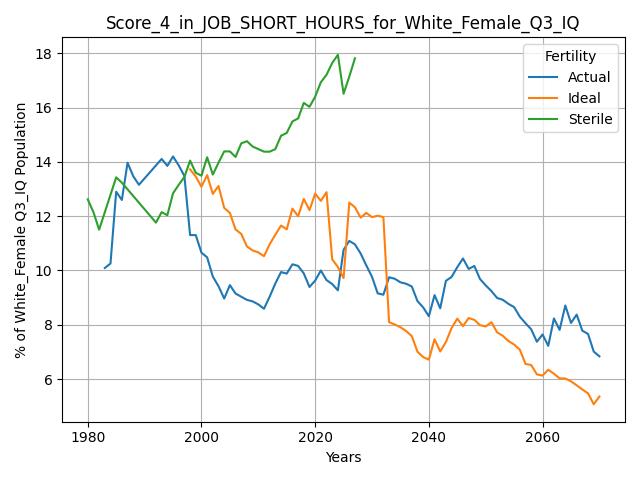 Score_4_in_JOB_SHORT_HOURS_for_White_Female_Q3_IQ
% of White_Female Q3_IQ Population
18
16
14
12
10
8
6
Fertility
Actual
Ideal
Sterile
1980 2000 2020 2040 2060
Years